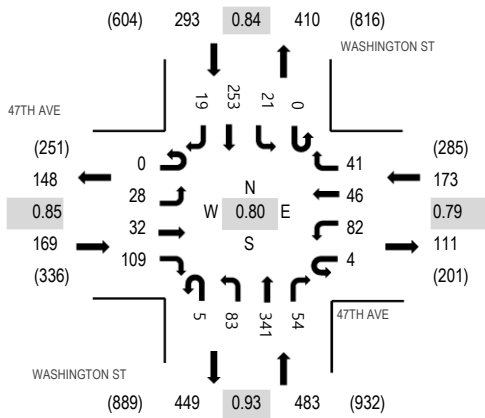 (604) 293 0.84 410 (816)
WASHINGTON ST
19 253 21 0
47TH AVE
(251)
148
0.85
169
(336)
0
28
32
109
N
W 0.80 E
S
41
46
82
4
(285)
173
0.79
111
(201)
5 83 341 54
47TH AVE
WASHINGTON ST
(889) 449 0.93 483 (932)